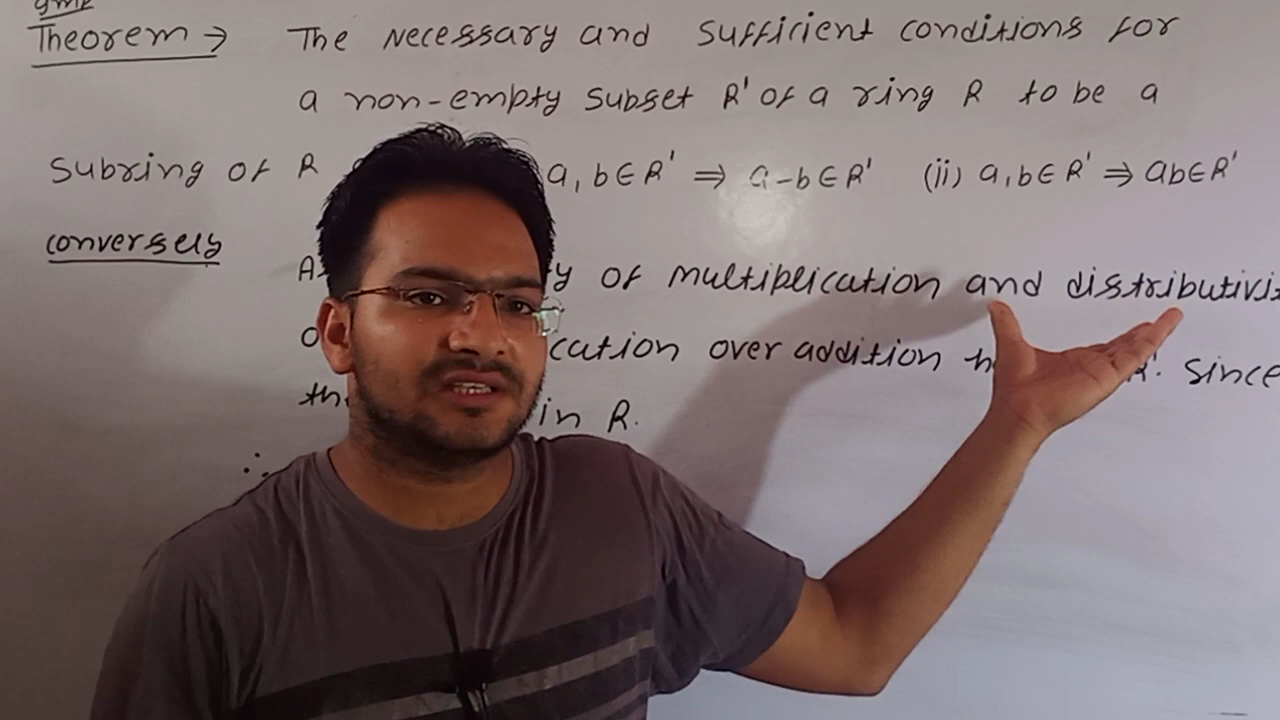 Theorem → The Necessary and sufficient conditions for
a non-empty subset R' of a ring R to be a
subring of R a, b ∈ R' ⇒ a-b ∈ R' (ii) a, b ∈ R' ⇒ ab ∈ R'
conversely of multiplication and
over addition R'. since
in R.
∴